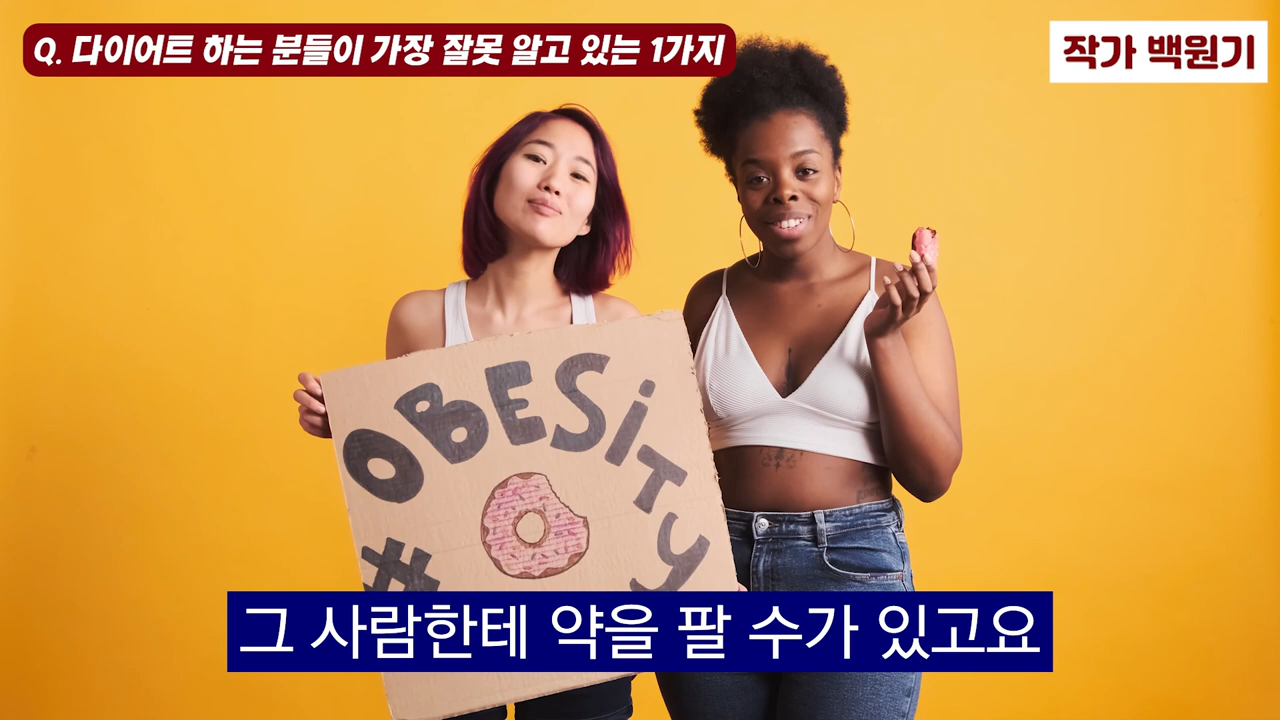 Q. 다이어트 하는 분들이 가장 잘못 알고 있는 1가지
작가 백원기
OBESiTy
#
그 사람한테 약을 팔 수가 있고요